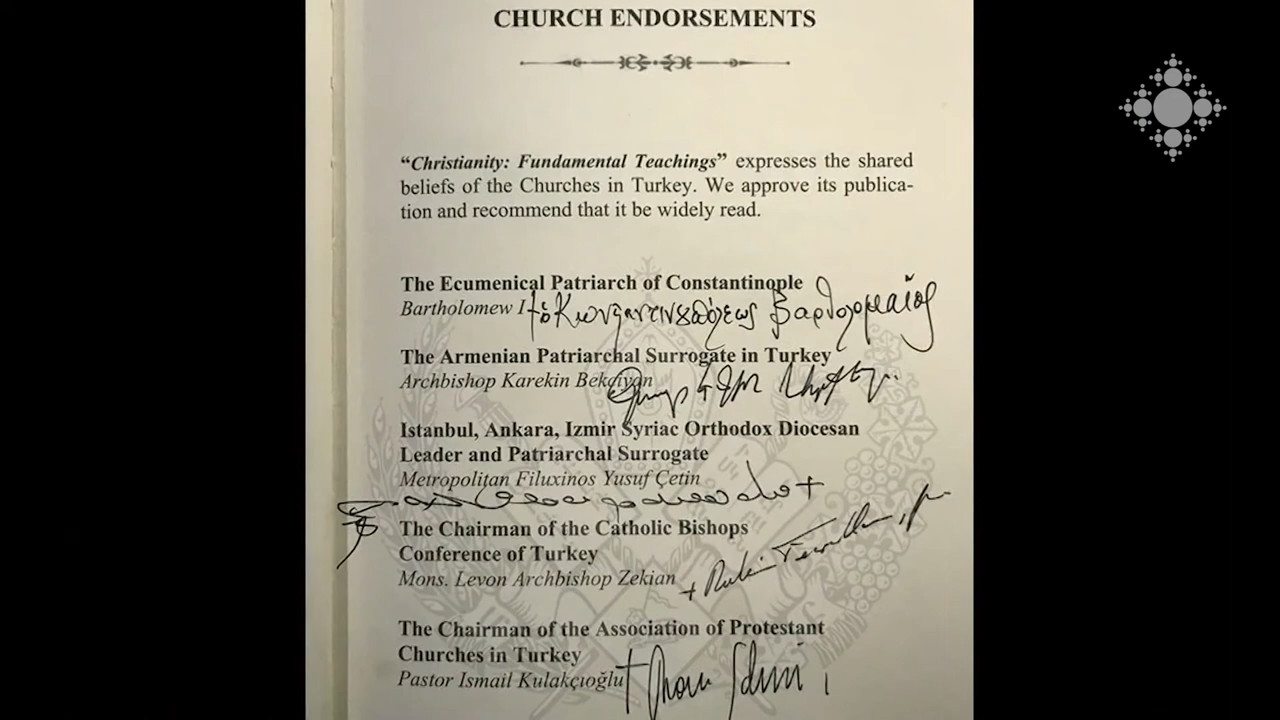 CHURCH ENDORSEMENTS
“Christianity: Fundamental Teachings” expresses the shared
beliefs of the Churches in Turkey. We approve its publica-
tion and recommend that it be widely read.
The Ecumenical Patriarch of Constantinople
Bartholomew I
The Armenian Patriarchal Surrogate in Turkey
Archbishop Karekin Bekdiyan
Istanbul, Ankara, Izmir Syriac Orthodox Diocesan
Leader and Patriarchal Surrogate
Metropolitan Filuxinos Yusuf Çetin
The Chairman of the Catholic Bishops
Conference of Turkey
Mons. Levon Archbishop Zekian
The Chairman of the Association of Protestant
Churches in Turkey
Pastor Ismail Kulakçıoğlu